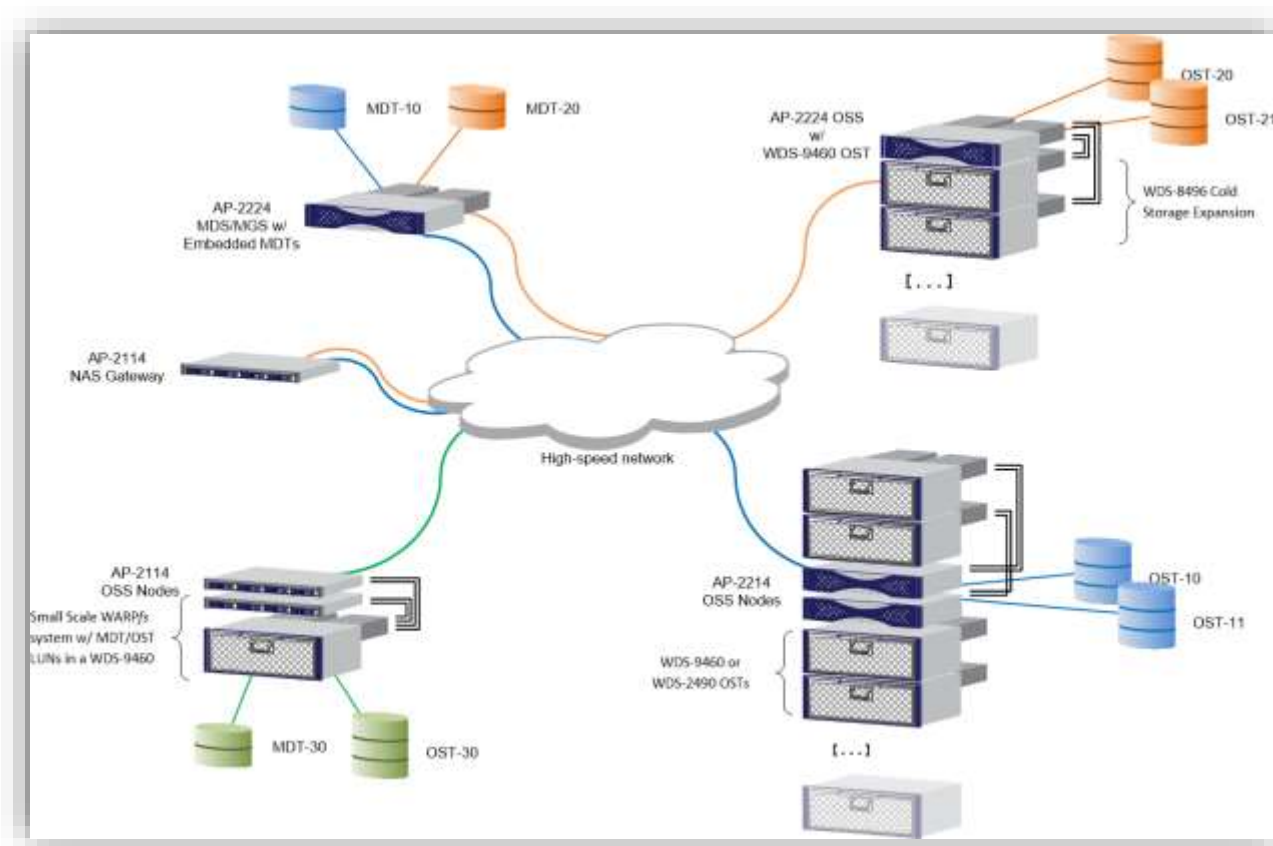 MDT-10
MDT-20
AP-2224
MDS/MGS w/
Embedded MDTs
OST-20
OST-21
AP-2224 OSS
w/
WDS-9460 OST
WDS-8496 Cold
Storage Expansion
[...]
AP-2114
NAS Gateway
High-speed network
AP-2114
OSS Nodes
Small Scale WARPfs
system w/ MDT/OST
LUNs in a WDS-9460
MDT-30
OST-30
AP-2214
OSS Nodes
OST-10
OST-11
WDS-9460 or
WDS-2490 OSTs
[...]